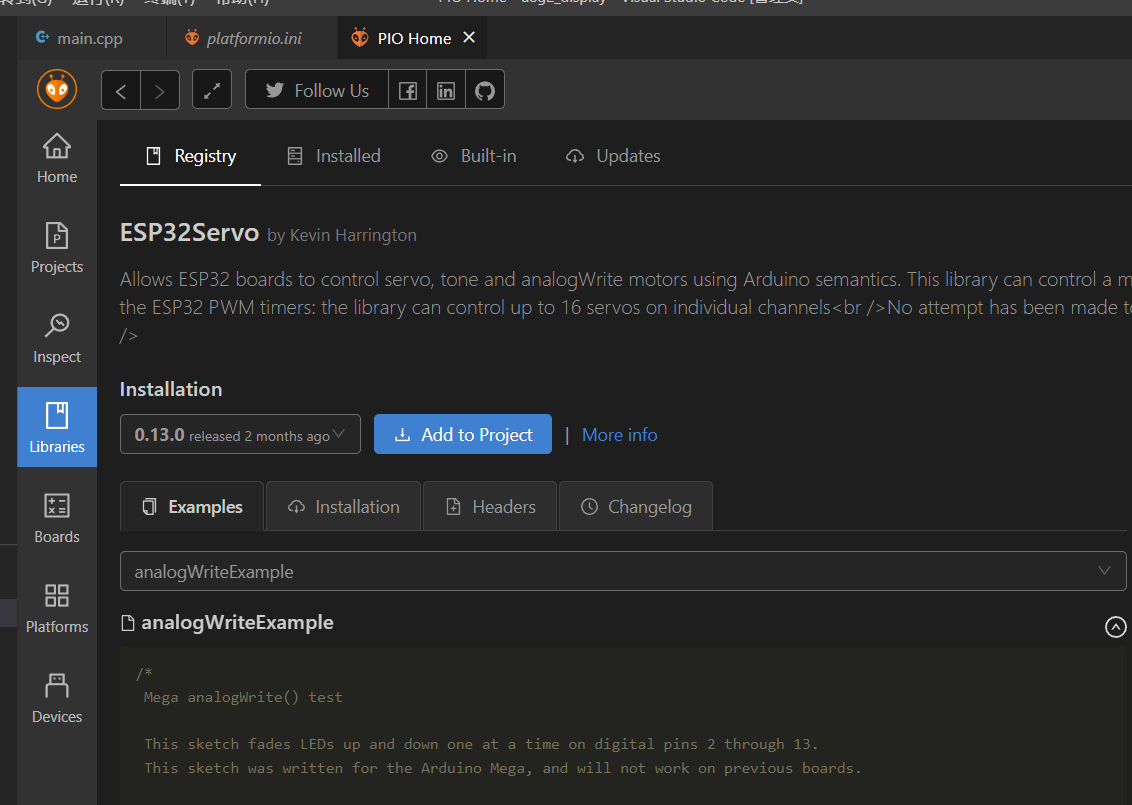 main.cpp
platformio.ini
PIO Home
Follow Us
Home
Projects
Inspect
Libraries
Boards
Platforms
Devices
Registry
Installed
Built-in
Updates
ESP32Servo by Kevin Harrington
Allows ESP32 boards to control servo, tone and analogWrite motors using Arduino semantics. This library can control a m
the ESP32 PWM timers: the library can control up to 16 servos on individual channels<br />No attempt has been made to
/>
Installation
0.13.0 released 2 months ago
Add to Project | More info
Examples
Installation
Headers
Changelog
analogWriteExample
analogWriteExample
/*
Mega analogWrite() test
This sketch fades LEDs up and down one at a time on digital pins 2 through 13.
This sketch was written for the Arduino Mega, and will not work on previous boards.